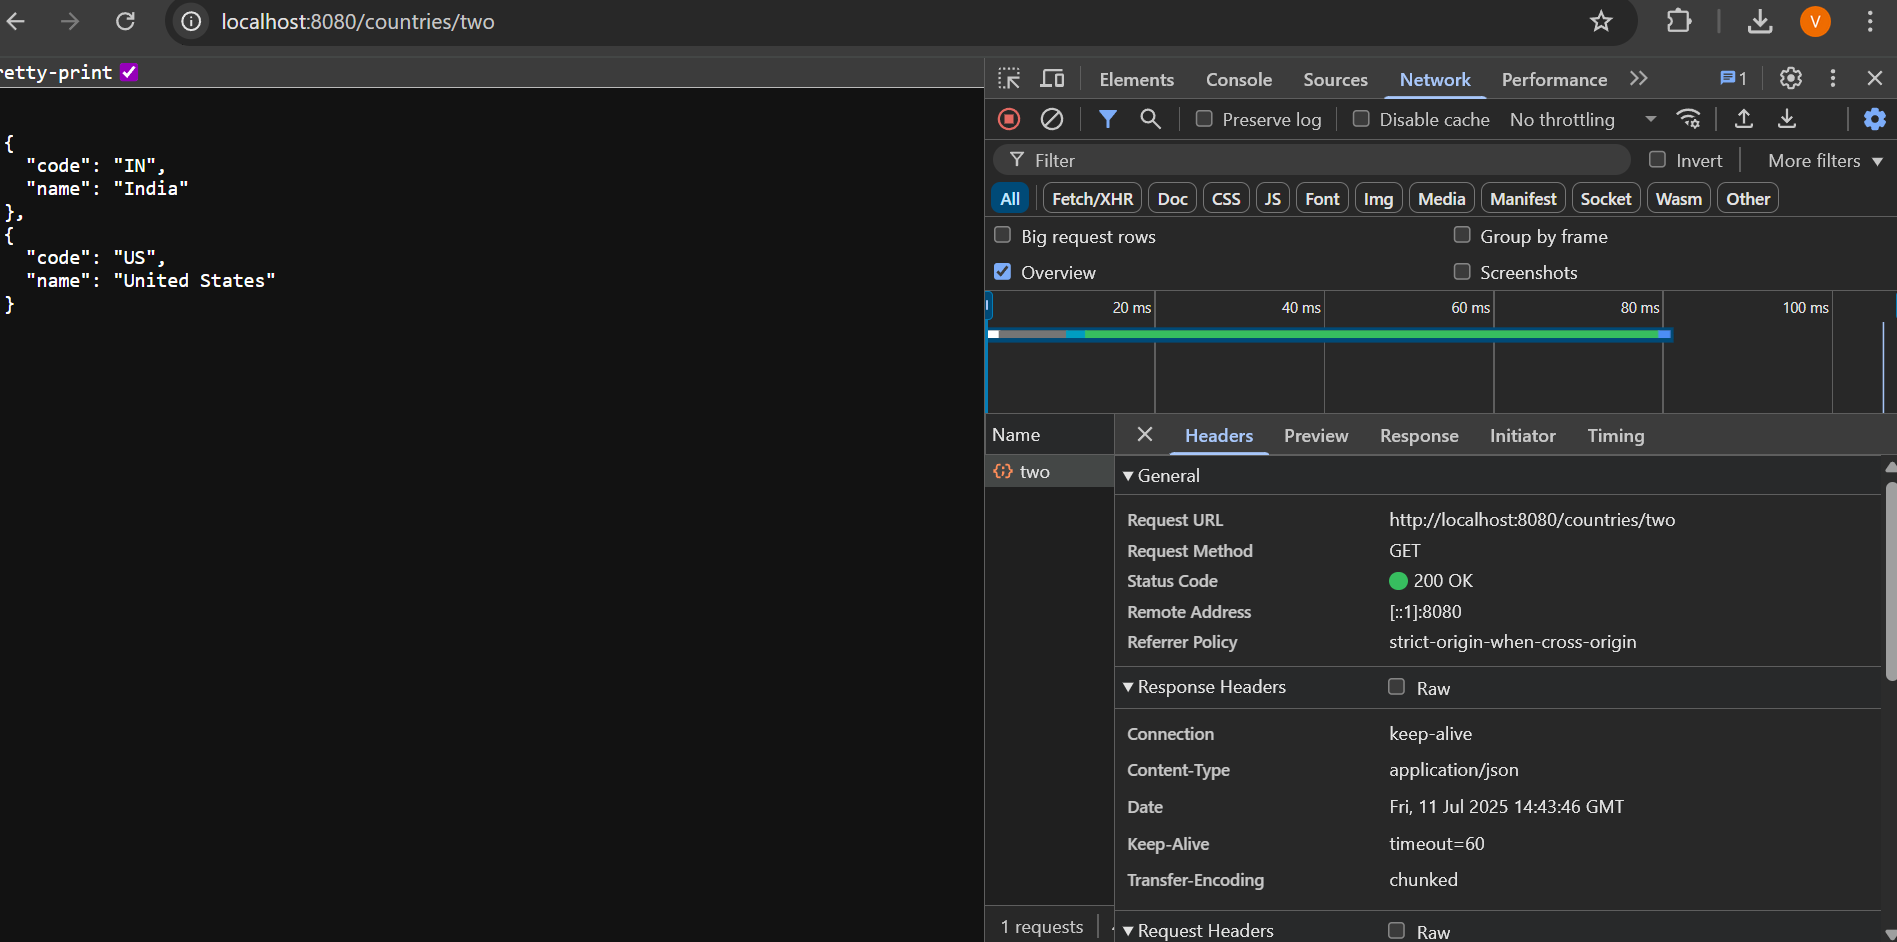 localhost:8080/countries/two
V
retty-print
{
"code": "IN",
"name": "India"
},
{
"code": "US",
"name": "United States"
}
Elements Console Sources Network Performance 1
Preserve log Disable cache No throttling
Filter Invert More filters
All Fetch/XHR Doc CSS JS Font Img Media Manifest Socket Wasm Other
Big request rows Group by frame
Overview Screenshots
20 ms 40 ms 60 ms 80 ms 100 ms
Name Headers Preview Response Initiator Timing
two
General
Request URL http://localhost:8080/countries/two
Request Method GET
Status Code 200 OK
Remote Address [::1]:8080
Referrer Policy strict-origin-when-cross-origin
Response Headers Raw
Connection keep-alive
Content-Type application/json
Date Fri, 11 Jul 2025 14:43:46 GMT
Keep-Alive timeout=60
Transfer-Encoding chunked
1 requests
Request Headers Raw